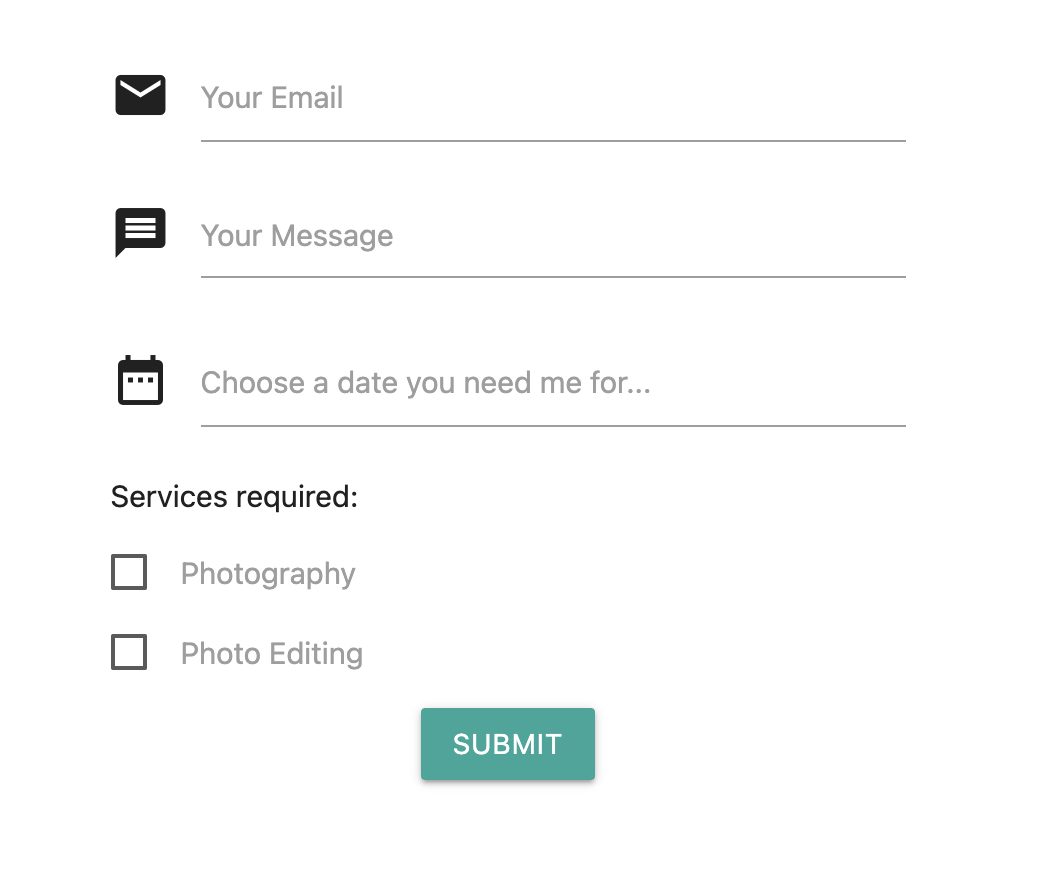 Your Email
Your Message
Choose a date you need me for...
Services required:
Photography
Photo Editing
SUBMIT